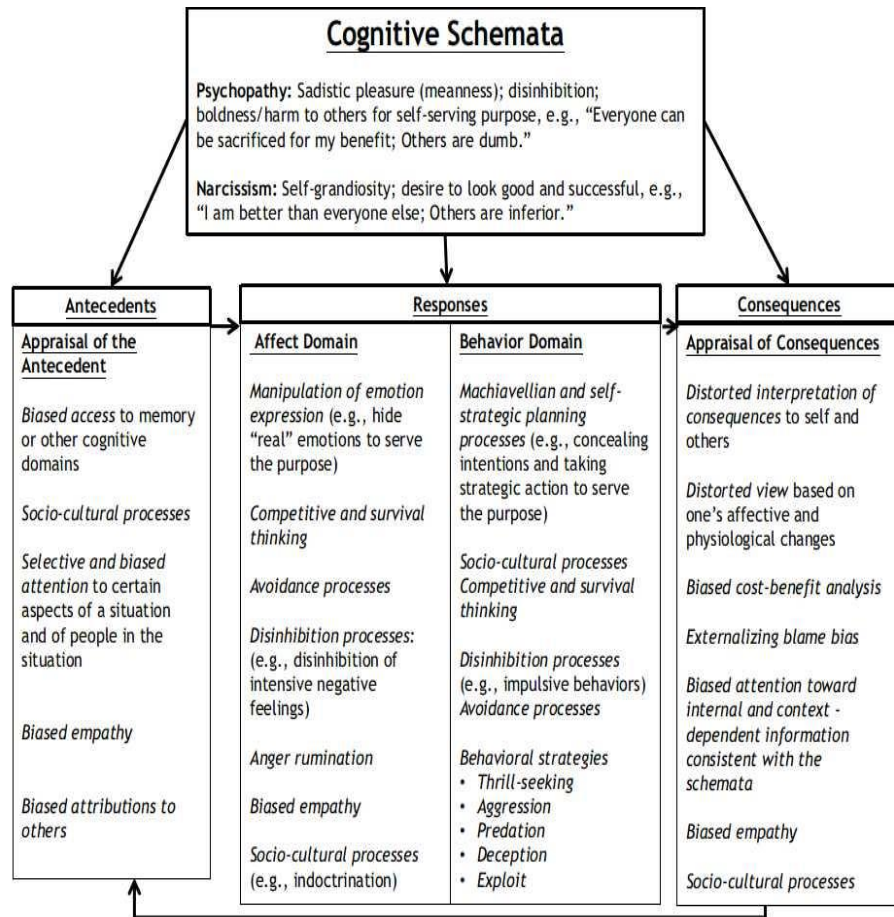 Cognitive Schemata
Psychopathy: Sadistic pleasure (meanness); disinhibition;
boldness/harm to others for self-serving purpose, e.g., “Everyone can
be sacrificed for my benefit; Others are dumb.”
Narcissism: Self-grandiosity; desire to look good and successful, e.g.,
“I am better than everyone else; Others are inferior.”
Antecedents
Appraisal of the
Antecedent
Biased access to memory
or other cognitive
domains
Socio-cultural processes
Selective and biased
attention to certain
aspects of a situation
and of people in the
situation
Biased empathy
Biased attributions to
others
Responses
Affect Domain
Manipulation of emotion
expression (e.g., hide
“real” emotions to serve
the purpose)
Competitive and survival
thinking
Avoidance processes
Disinhibition processes:
(e.g., disinhibition of
intensive negative
feelings)
Anger rumination
Biased empathy
Socio-cultural processes
(e.g., indoctrination)
Behavior Domain
Machiavellian and self-
strategic planning
processes (e.g., concealing
intentions and taking
strategic action to serve
the purpose)
Socio-cultural processes
Competitive and survival
thinking
Disinhibition processes
(e.g., impulsive behaviors)
Avoidance processes
Behavioral strategies
• Thrill-seeking
• Aggression
• Predation
• Deception
• Exploit
Consequences
Appraisal of Consequences
Distorted interpretation of
consequences to self and
others
Distorted view based on
one’s affective and
physiological changes
Biased cost-benefit analysis
Externalizing blame bias
Biased attention toward
internal and context -
dependent information
consistent with the
schemata
Biased empathy
Socio-cultural processes